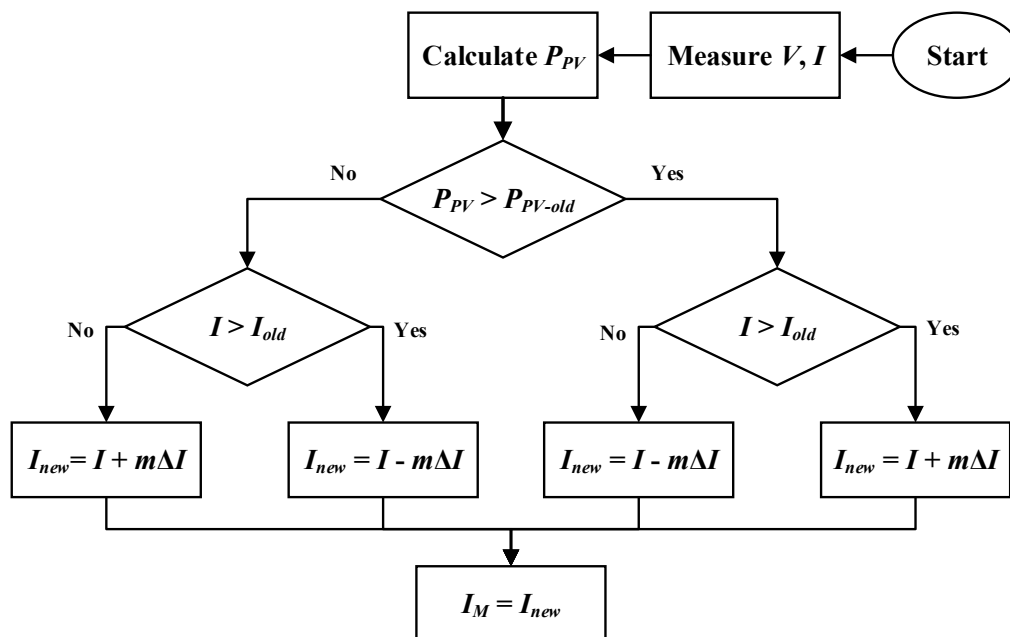 Calculate P_PV
Measure V, I
Start
No
Yes
P_PV > P_PV-old
No
I > I_old
Yes
No
I > I_old
Yes
I_new = I + mΔI
I_new = I - mΔI
I_new = I - mΔI
I_new = I + mΔI
I_M = I_new